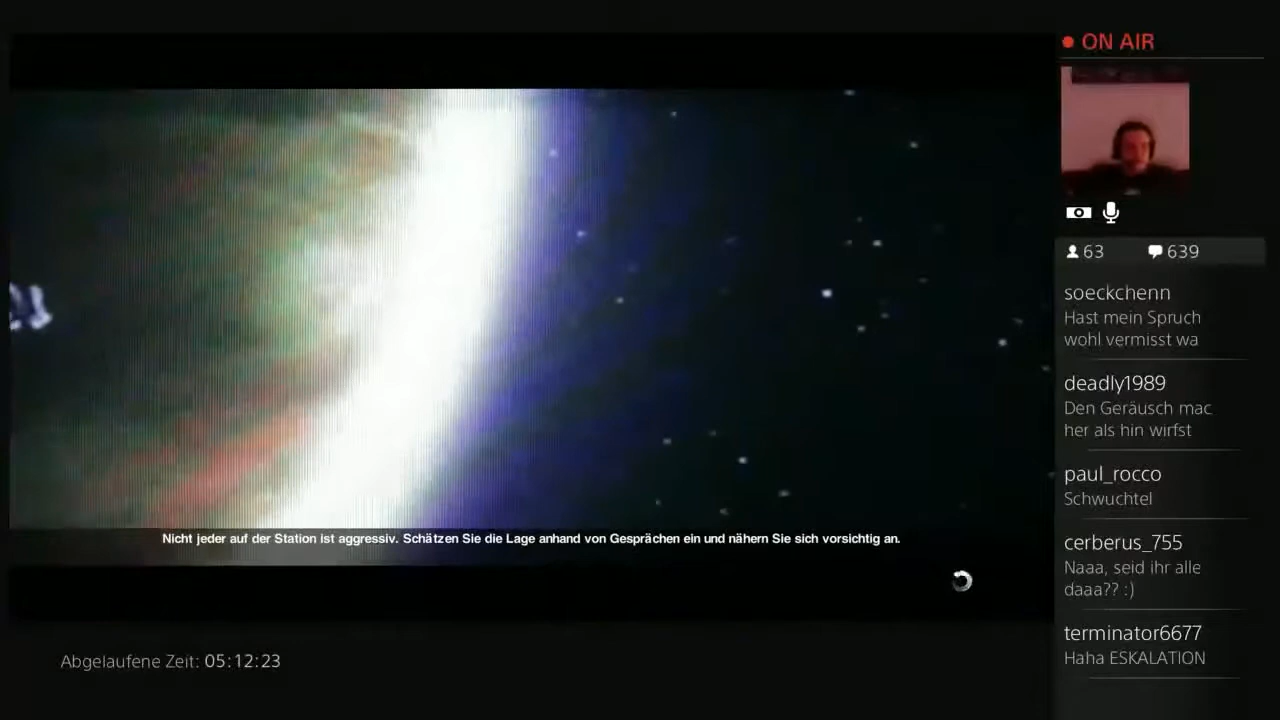 ON AIR
63 639
soeckchenn
Hast mein Spruch
wohl vermisst wa
deadly1989
Den Geräusch mac
her als hin wirfst
paul_rocco
Schwuchtel
cerberus_755
Naaa, seid ihr alle
daaa?? :)
terminator6677
Haha ESKALATION
Nicht jeder auf der Station ist aggressiv. Schätzen Sie die Lage anhand von Gesprächen ein und nähern Sie sich vorsichtig an.
Abgelaufene Zeit: 05:12:23